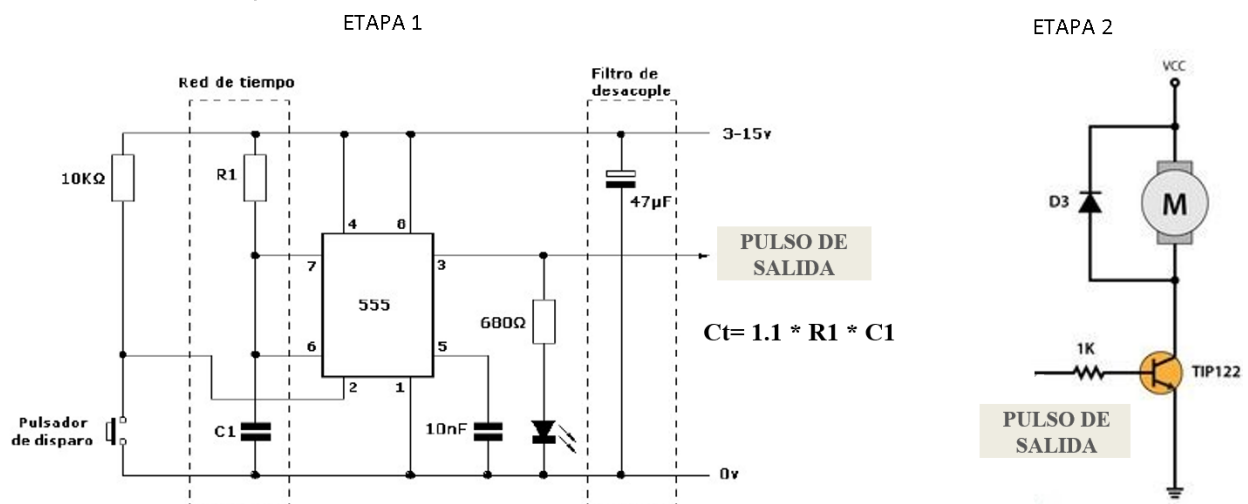 ETAPA 1
Red de tiempo
Filtro de
desacople
3-15v
10KΩ
R1
47µF
4
8
7
3
555
PULSO DE
SALIDA
680Ω
Ct= 1.1 * R1 * C1
6
5
2
1
Pulsador
de disparo
C1
10nF
0v
ETAPA 2
VCC
D3
M
1K
TIP122
PULSO DE
SALIDA